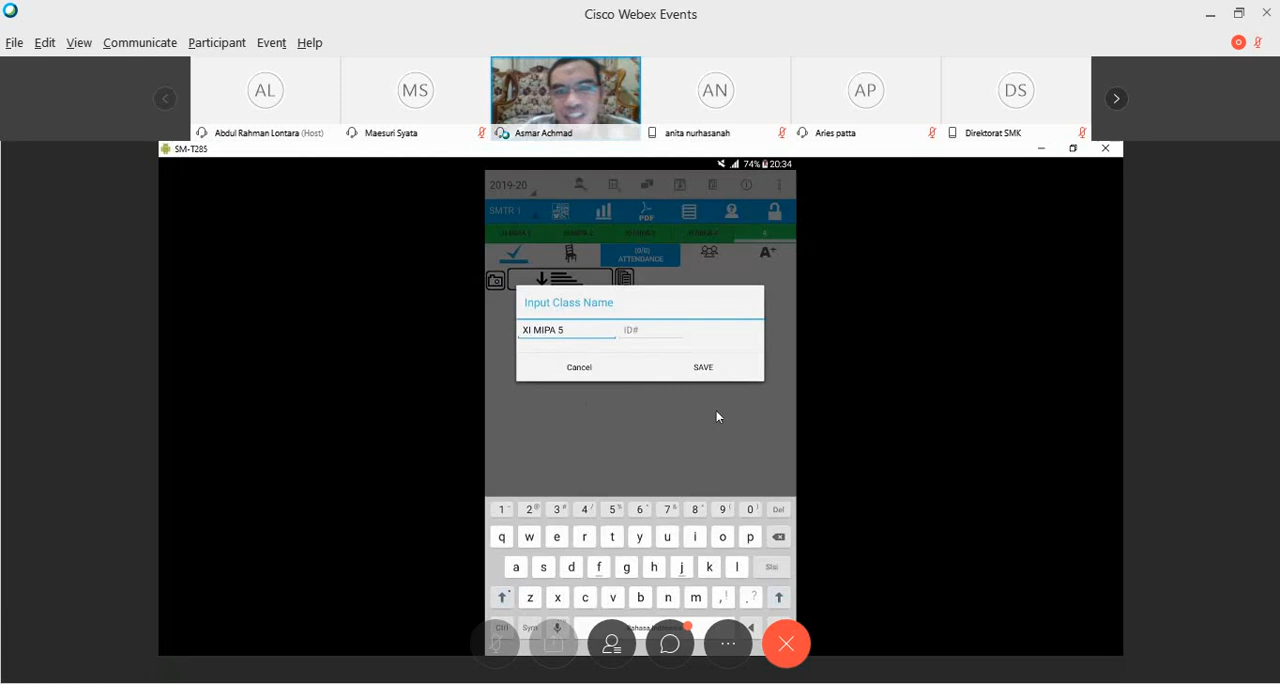 Cisco Webex Events
File Edit View Communicate Participant Event Help
AL MS AN AP DS
Abdul Rahman Lontara (Host) Maesuri Syata Asmar Achmad anita nurhasanah Aries patta Direktorat SMK
SM-T285
74% 20:34
2019-20
SMTR 1 PDF
(0/0)
ATTENDANCE A+
Input Class Name
XI MIPA 5 ID#
Cancel SAVE
1 2 3 4 5 6 7 8 9 0 Del
q w e r t y u i o p
a s d f g h j k l
z x c v b n m , ! . ?
Ctrl Sym